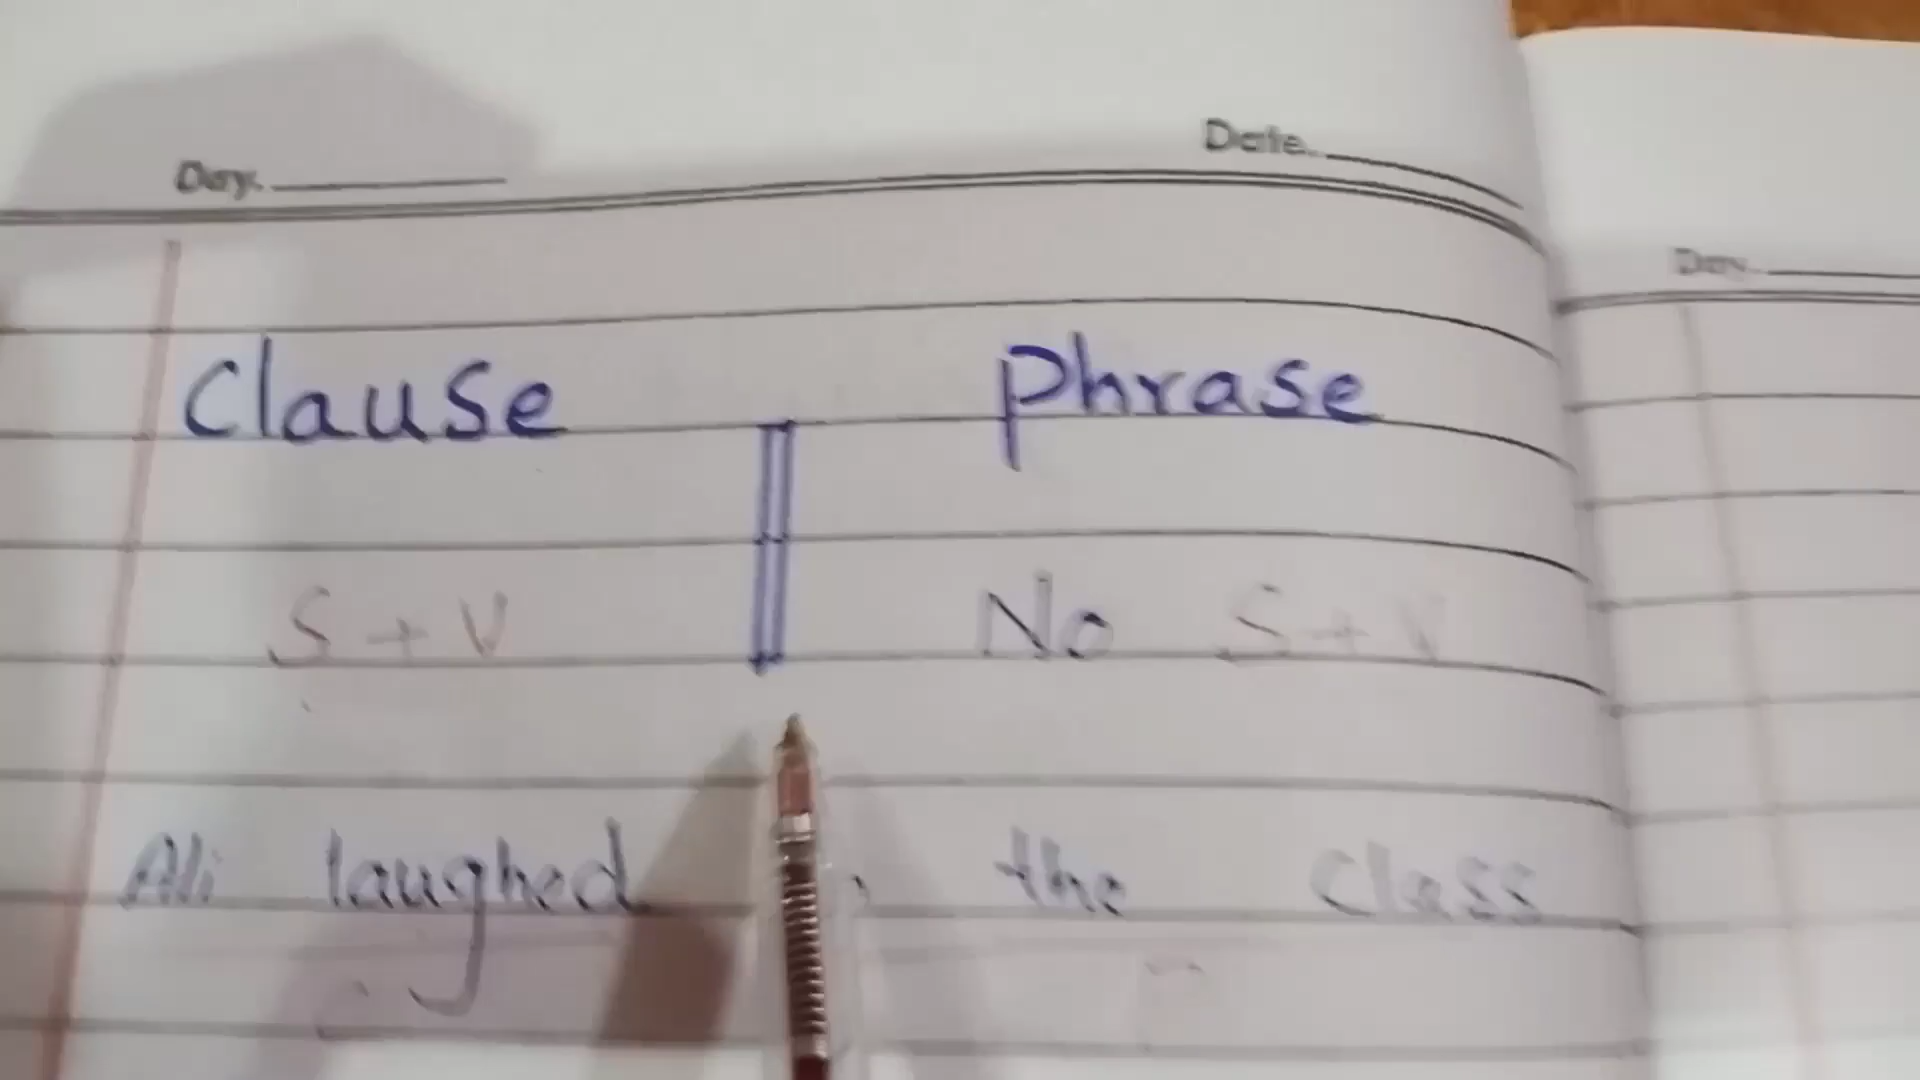 Day. Date.
Day.
Clause Phrase
S + V No S + V
Ali laughed the Class